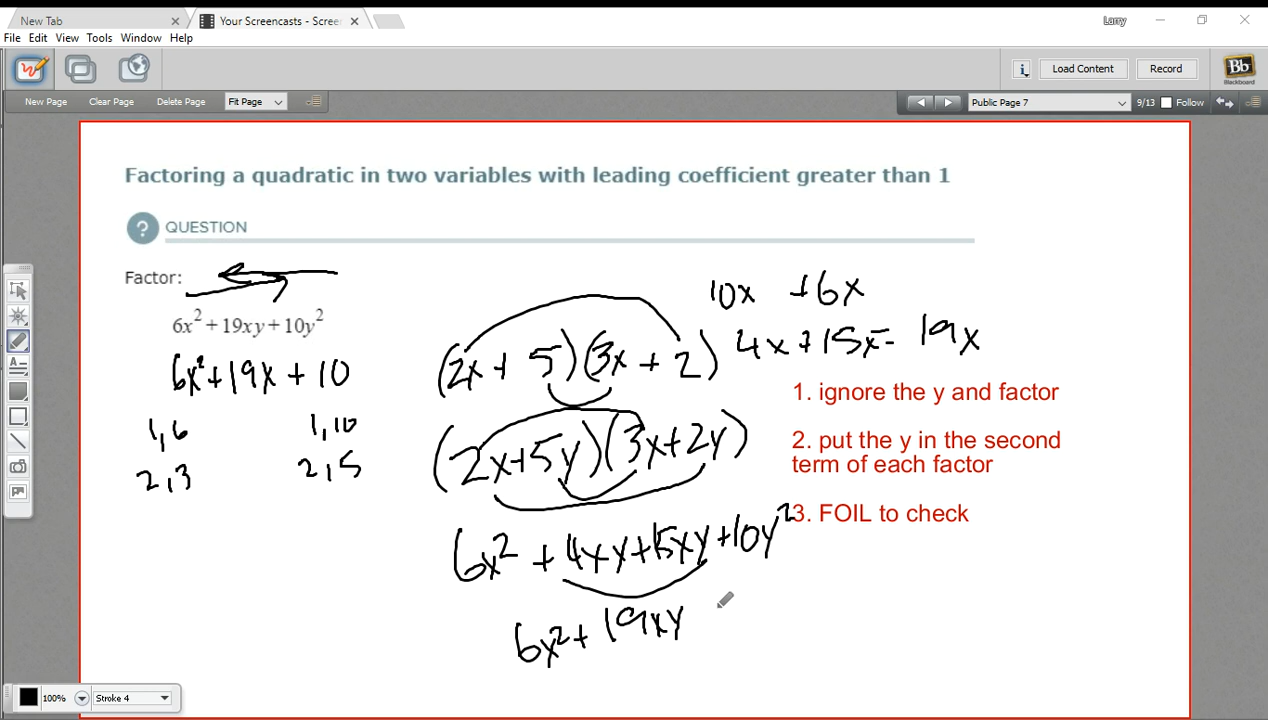 New Tab
Your Screencasts - Scree
Larry
File Edit View Tools Window Help
Load Content
Record
Bb
Blackboard
New Page Clear Page Delete Page Fit Page
Public Page 7
9/13
Follow
Factoring a quadratic in two variables with leading coefficient greater than 1
? QUESTION
Factor:
6x² + 19xy + 10y²
6x² + 19x + 10
1,6 1,10
2,3 2,5
10x + 6x
(2x + 5)(3x + 2) 4x + 15x = 19x
(2x+5y)(3x+2y)
6x² + 4xy + 15xy + 10y²
6x² + 19xy
1. ignore the y and factor
2. put the y in the second
term of each factor
3. FOIL to check
100%
Stroke 4